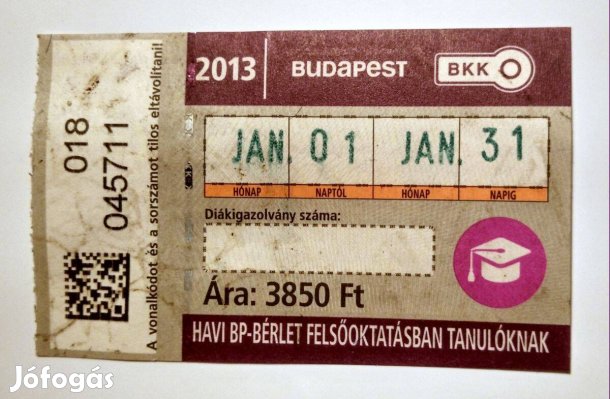 018
045711
A vonalkódot és a sorszámot tilos eltávolítani!
2013 BUDAPEST BKK
JAN. 01 JAN. 31
HÓNAP NAPTÓL HÓNAP NAPIG
Diákigazolvány száma:
Ára: 3850 Ft
HAVI BP-BÉRLET FELSŐOKTATÁSBAN TANULÓKNAK
Jófogás